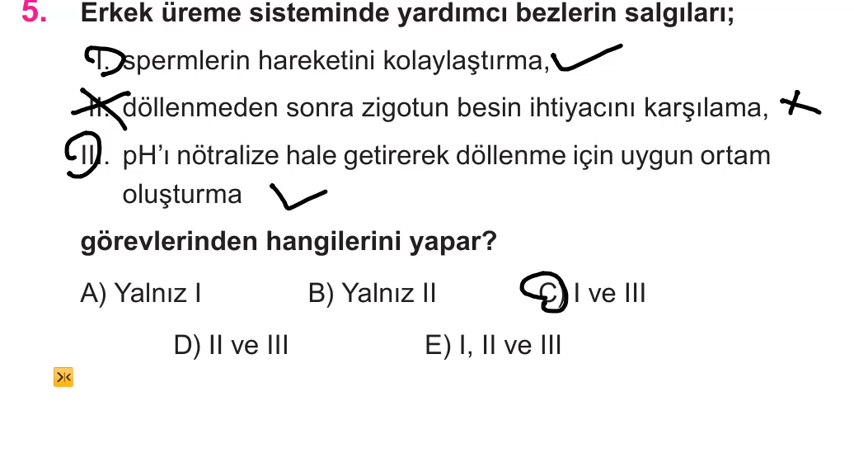 5. Erkek üreme sisteminde yardımcı bezlerin salgıları;
I. spermlerin hareketini kolaylaştırma,
II. döllenmeden sonra zigotun besin ihtiyacını karşılama,
III. pH'ı nötralize hale getirerek döllenme için uygun ortam
oluşturma
görevlerinden hangilerini yapar?
A) Yalnız I B) Yalnız II C) I ve III
D) II ve III E) I, II ve III